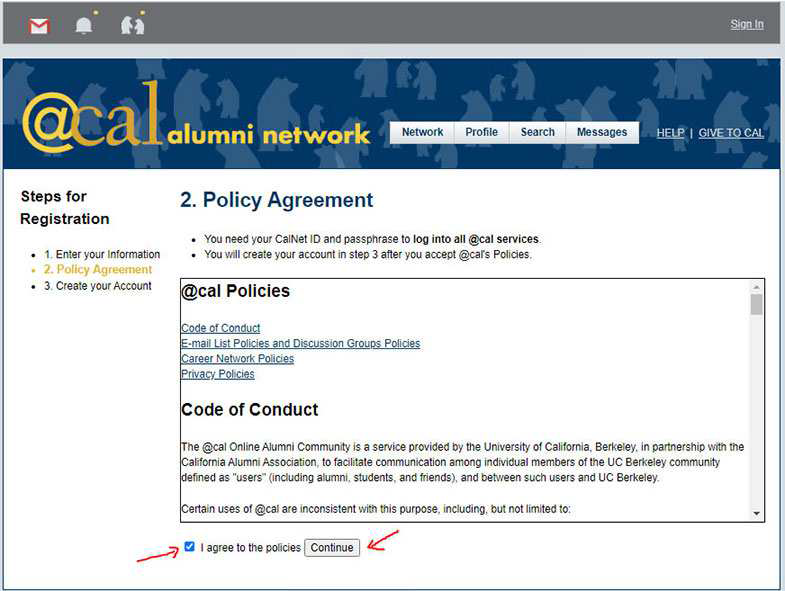 Sign In
@cal alumni network
Network Profile Search Messages HELP | GIVE TO CAL
Steps for
Registration
1. Enter your Information
2. Policy Agreement
3. Create your Account
2. Policy Agreement
You need your CalNet ID and passphrase to log into all @cal services.
You will create your account in step 3 after you accept @cal's Policies.
@cal Policies
Code of Conduct
E-mail List Policies and Discussion Groups Policies
Career Network Policies
Privacy Policies
Code of Conduct
The @cal Online Alumni Community is a service provided by the University of California, Berkeley, in partnership with the
California Alumni Association, to facilitate communication among individual members of the UC Berkeley community
defined as "users" (including alumni, students, and friends), and between such users and UC Berkeley.
Certain uses of @cal are inconsistent with this purpose, including, but not limited to:
I agree to the policies Continue